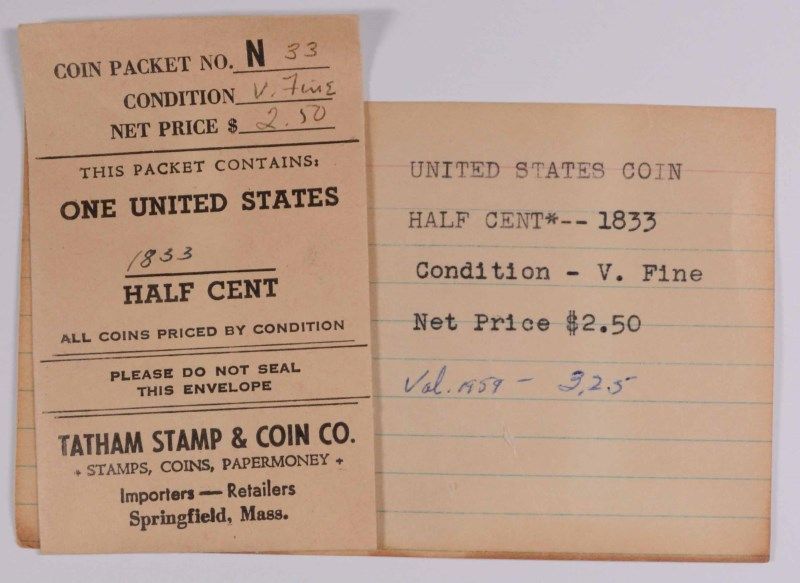 COIN PACKET NO. N 33
CONDITION V. Fine
NET PRICE $ 2.50
THIS PACKET CONTAINS:
ONE UNITED STATES
1833
HALF CENT
ALL COINS PRICED BY CONDITION
PLEASE DO NOT SEAL
THIS ENVELOPE
TATHAM STAMP & COIN CO.
+ STAMPS, COINS, PAPERMONEY +
Importers — Retailers
Springfield, Mass.
UNITED STATES COIN
HALF CENT*-- 1833
Condition - V. Fine
Net Price $2.50
Val. 1959 - 3.25